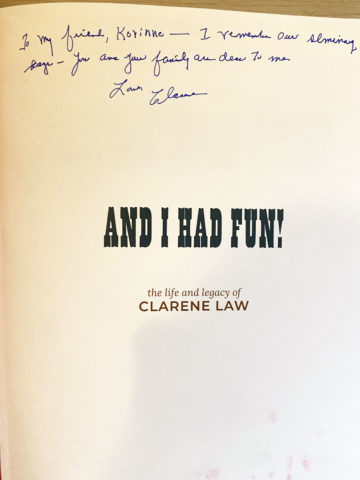 To my friend, Korinne — I remember our seminary
days — you and your family are dear to me
Love, Clarene
AND I HAD FUN!
the life and legacy of
CLARENE LAW